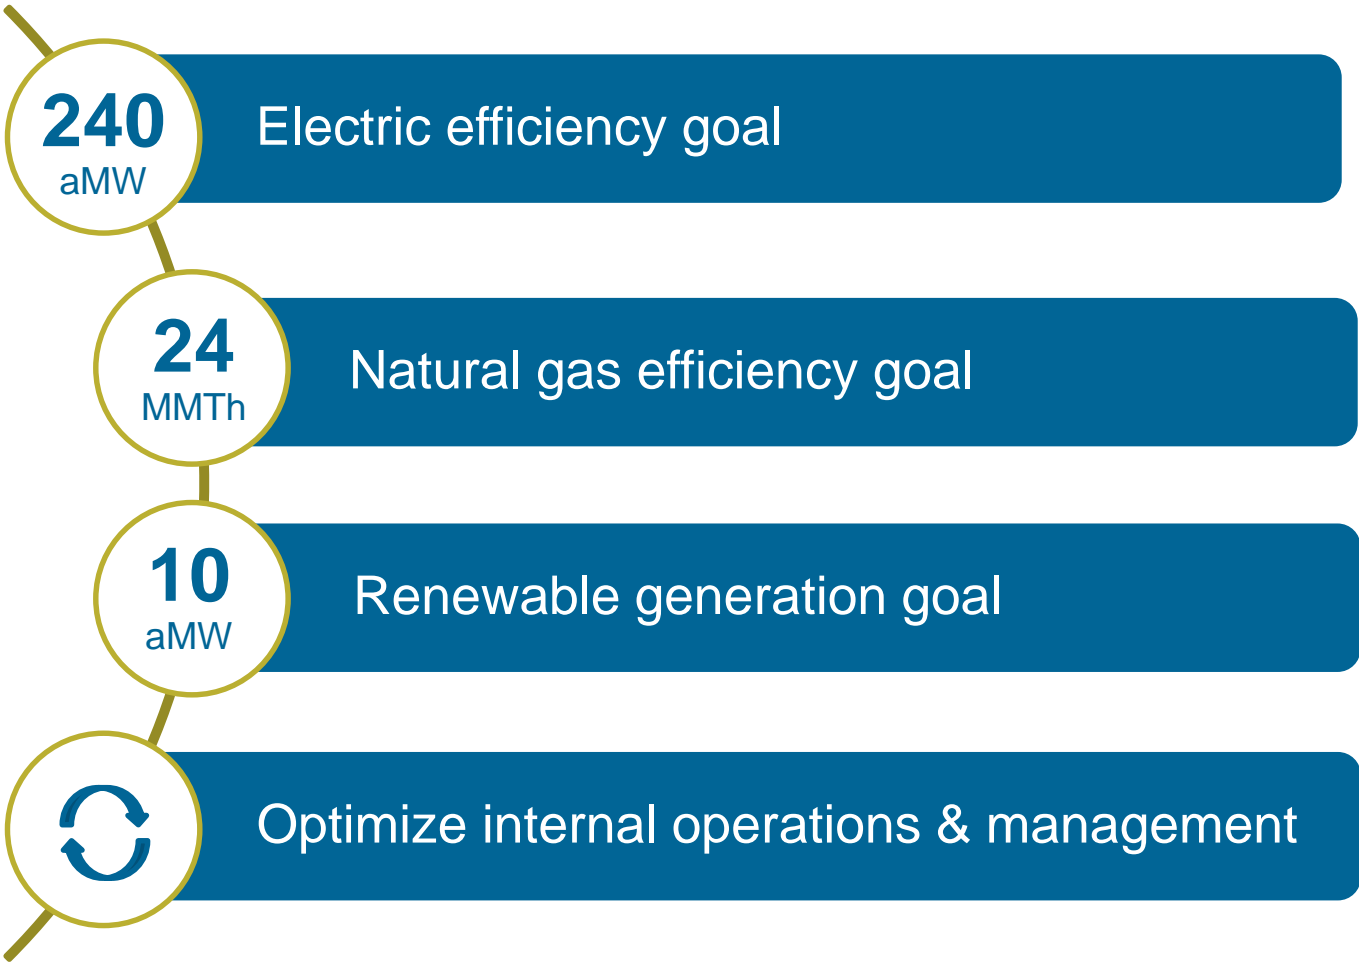 240
aMW
Electric efficiency goal
24
MMTh
Natural gas efficiency goal
10
aMW
Renewable generation goal
Optimize internal operations & management